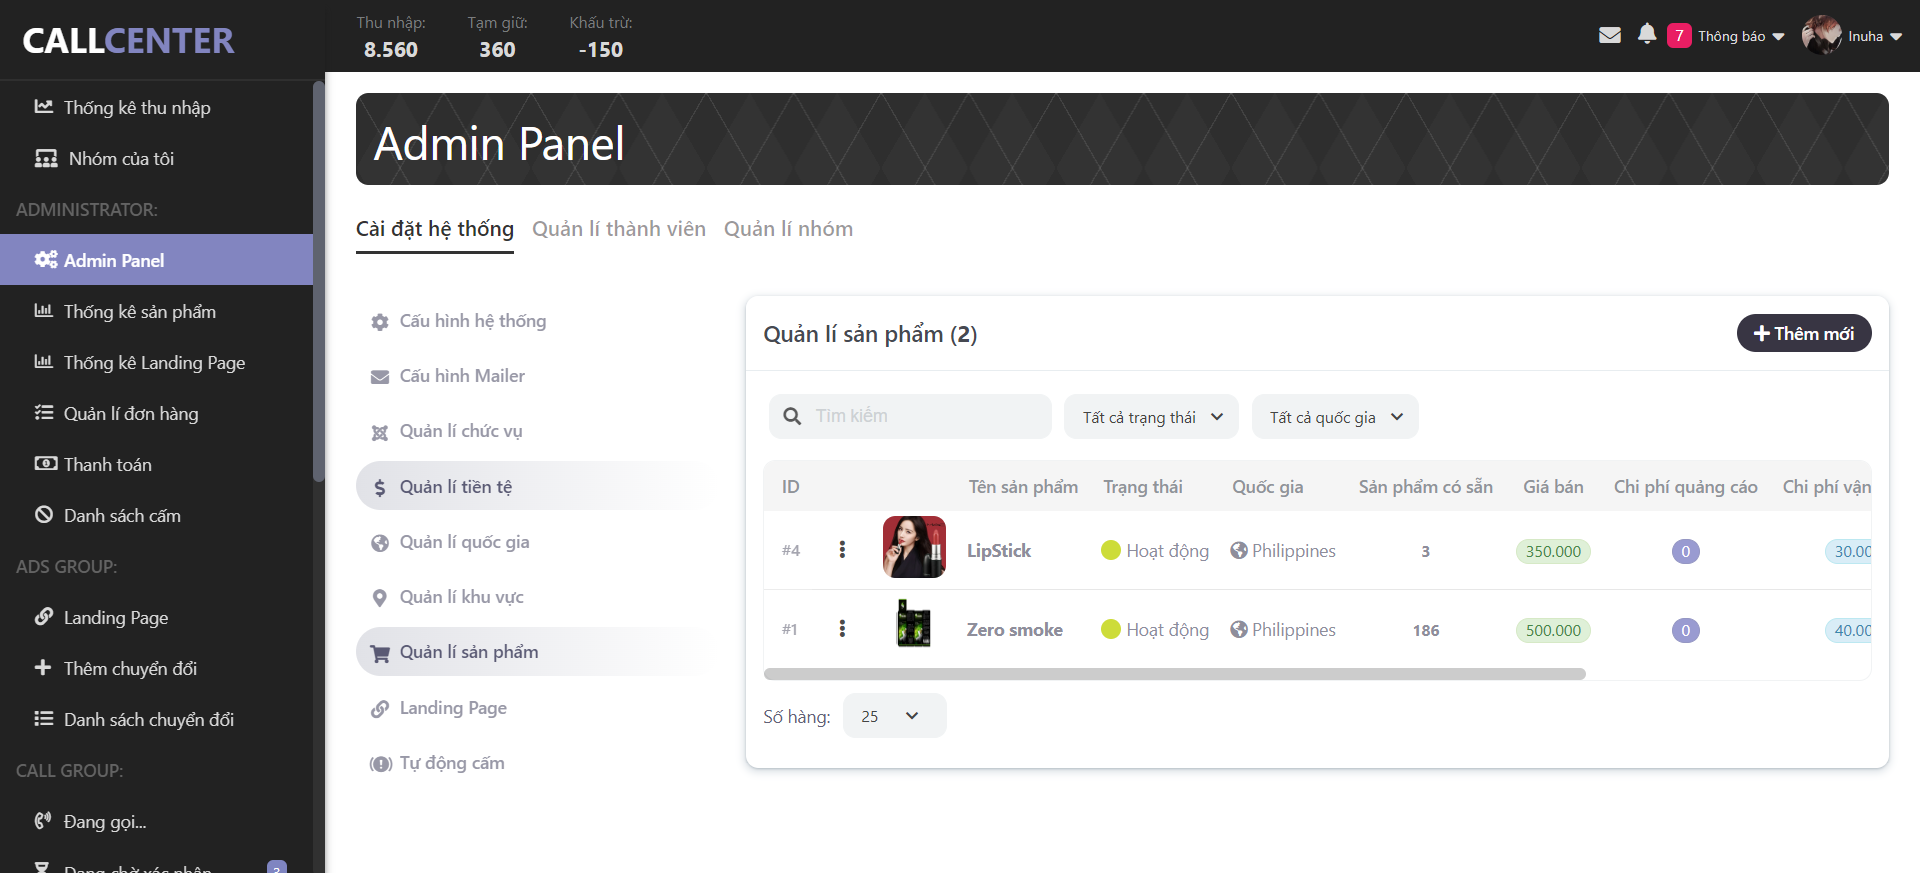 CALLCENTER
Thu nhập:
8.560
Tạm giữ:
360
Khấu trừ:
-150
7
Thông báo
Inuha
Thống kê thu nhập
Nhóm của tôi
ADMINISTRATOR:
Admin Panel
Thống kê sản phẩm
Thống kê Landing Page
Quản lí đơn hàng
Thanh toán
Danh sách cấm
ADS GROUP:
Landing Page
Thêm chuyển đổi
Danh sách chuyển đổi
CALL GROUP:
Đang gọi...
Đang chờ xác nhận
3
Admin Panel
Cài đặt hệ thống
Quản lí thành viên
Quản lí nhóm
Cấu hình hệ thống
Cấu hình Mailer
Quản lí chức vụ
Quản lí tiền tệ
Quản lí quốc gia
Quản lí khu vực
Quản lí sản phẩm
Landing Page
Tự động cấm
Quản lí sản phẩm (2)
Thêm mới
Tìm kiếm
Tất cả trạng thái
Tất cả quốc gia
ID Tên sản phẩm Trạng thái Quốc gia Sản phẩm có sẵn Giá bán Chi phí quảng cáo Chi phí vận
#4 LipStick Hoạt động Philippines 3 350.000 0 30.00
#1 Zero smoke Hoạt động Philippines 186 500.000 0 40.00
Số hàng: 25